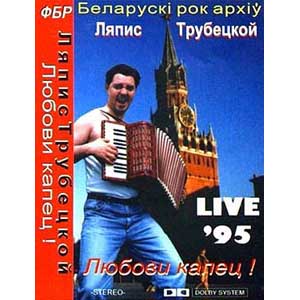 ФБР
Ляпис Трубецкой
Любови капец !
Беларускі рок архіў
Ляпис Трубецкой
LIVE
'95
Любови капец !
-STEREO-
DOLBY SYSTEM